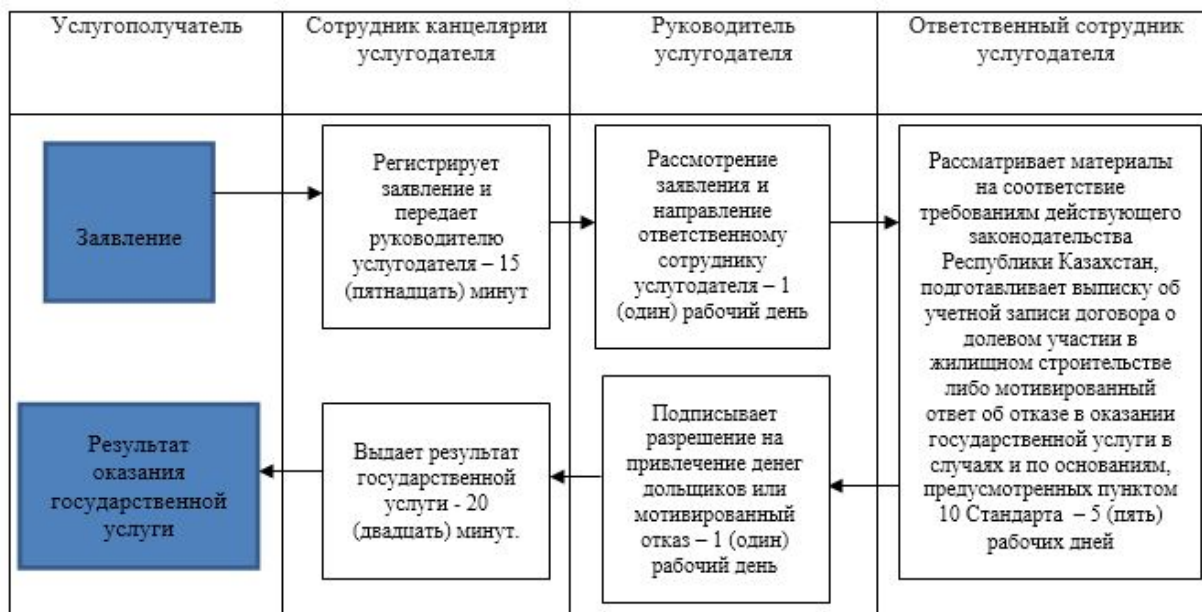 Услугополучатель
Сотрудник канцелярии
услугодателя
Руководитель
услугодателя
Ответственный сотрудник
услугодателя
Заявление
Регистрирует
заявление и
передает
руководителю
услугодателя – 15
(пятнадцать) минут
Рассмотрение
заявления и
направление
ответственному
сотруднику
услугодателя – 1
(один) рабочий день
Рассматривает материалы
на соответствие
требованиям действующего
законодательства
Республики Казахстан,
подготавливает выписку об
учетной записи договора о
долевом участии в
жилищном строительстве
либо мотивированный
ответ об отказе в оказании
государственной услуги в
случаях и по основаниям,
предусмотренных пунктом
10 Стандарта – 5 (пять)
рабочих дней
Подписывает
разрешение на
привлечение денег
дольщиков или
мотивированный
отказ – 1 (один)
рабочий день
Выдает результат
государственной
услуги - 20
(двадцать) минут.
Результат
оказания
государственной
услуги